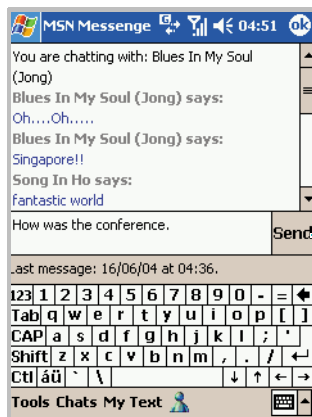 MSN Messenge 04:51 ok
You are chatting with: Blues In My Soul
(Jong)
Blues In My Soul (Jong) says:
Oh....Oh.....
Blues In My Soul (Jong) says:
Singapore!!
Song In Ho says:
fantastic world
How was the conference.
Send
Last message: 16/06/04 at 04:36.
123 1 2 3 4 5 6 7 8 9 0 - =
Tab q w e r t y u i o p [ ]
CAP a s d f g h j k l ; '
Shift z x c v b n m , . /
Ctl áü ` \
Tools Chats My Text